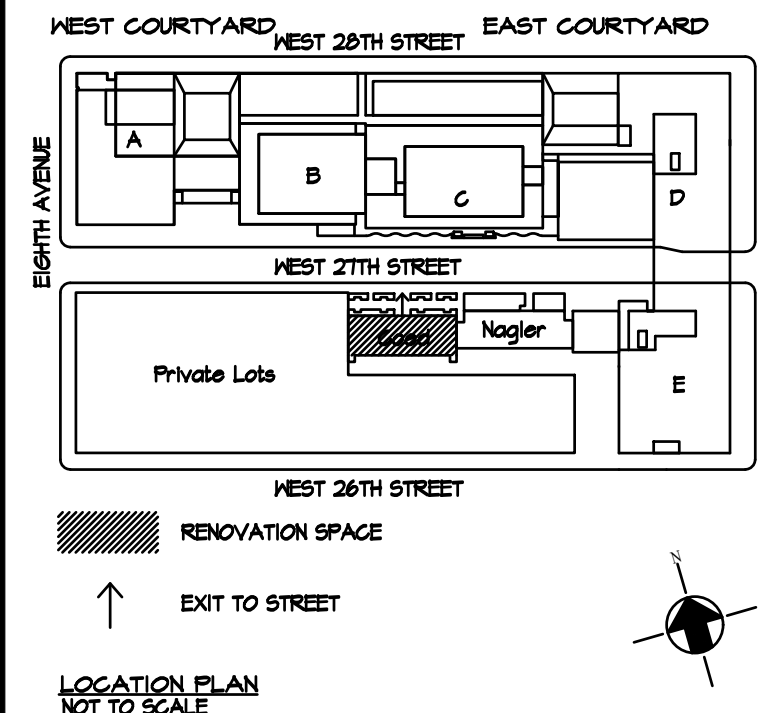 WEST COURTYARD
EAST COURTYARD
WEST 28TH STREET
EIGHTH AVENUE
A
B
C
D
WEST 27TH STREET
Coed
Nagler
Private Lots
E
WEST 26TH STREET
RENOVATION SPACE
EXIT TO STREET
N
LOCATION PLAN
NOT TO SCALE